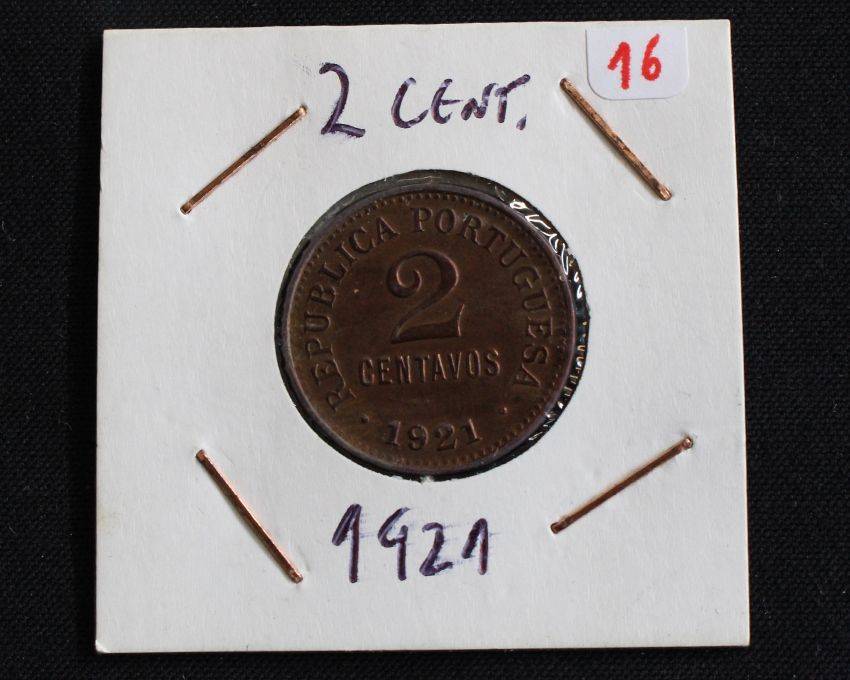 16
2 CENT.
REPUBLICA PORTUGUESA
2
CENTAVOS
• 1921 •
1921